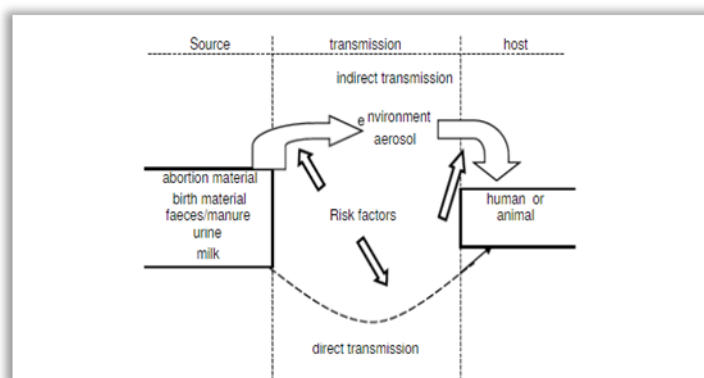 Source
transmission
host
indirect transmission
environment
aerosol
abortion material
birth material
faeces/manure
urine
milk
Risk factors
human or
animal
direct transmission